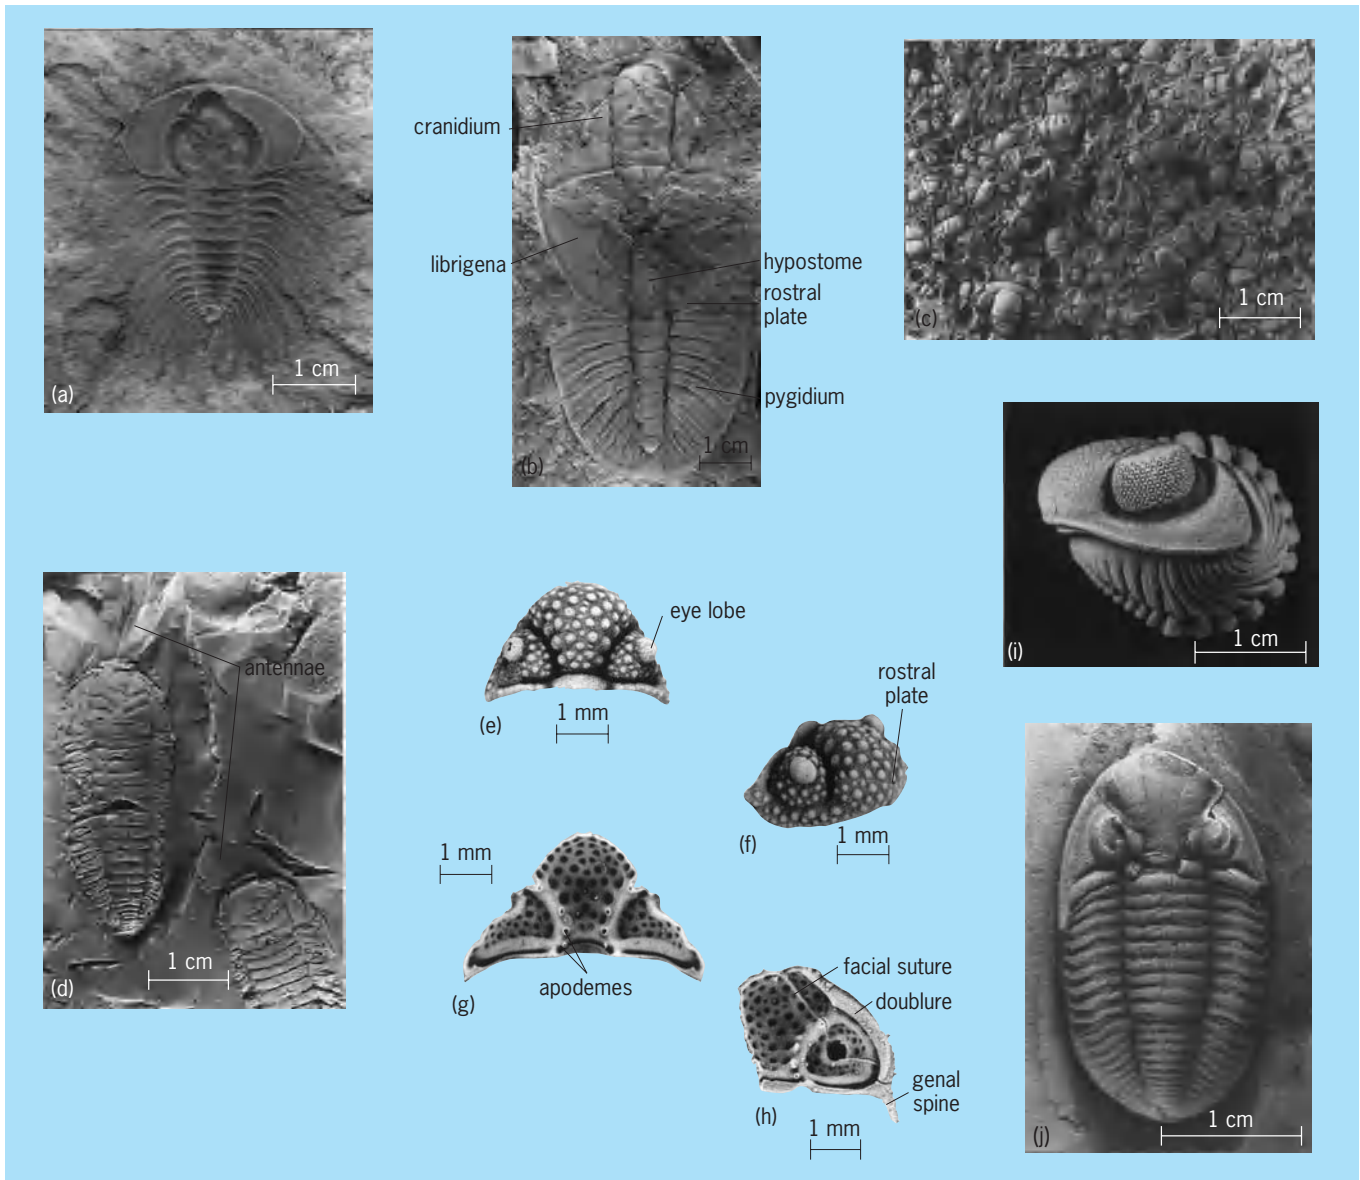 (a)
1 cm
cranidium
librigena
hypostome
rostral
plate
pygidium
(b)
1 cm
(c)
1 cm
antennae
(d)
1 cm
eye lobe
(e)
1 mm
rostral
plate
(f)
1 mm
1 mm
(g)
apodemes
facial suture
doublure
genal
spine
(h)
1 mm
(i)
1 cm
(j)
1 cm